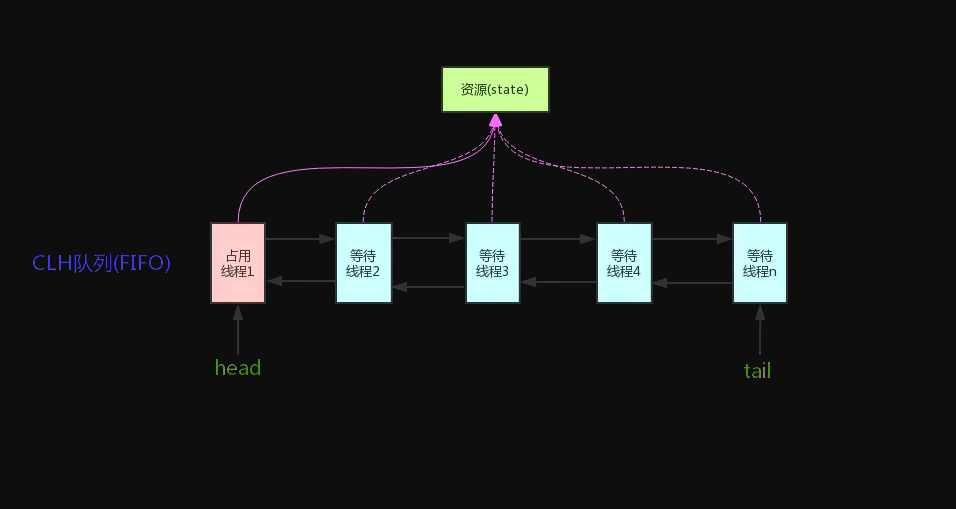 资源(state)
CLH队列(FIFO)
占用
线程1
等待
线程2
等待
线程3
等待
线程4
等待
线程n
head
tail